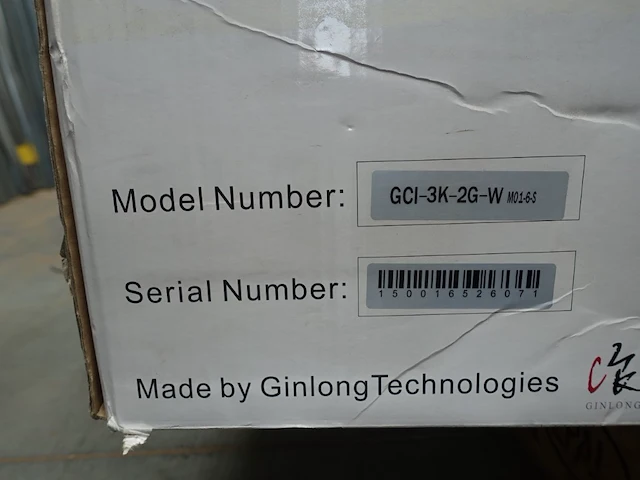 Model Number: GCI-3K-2G-W M01-6-S
Serial Number: 150016526071
Made by GinlongTechnologies
GINLONG